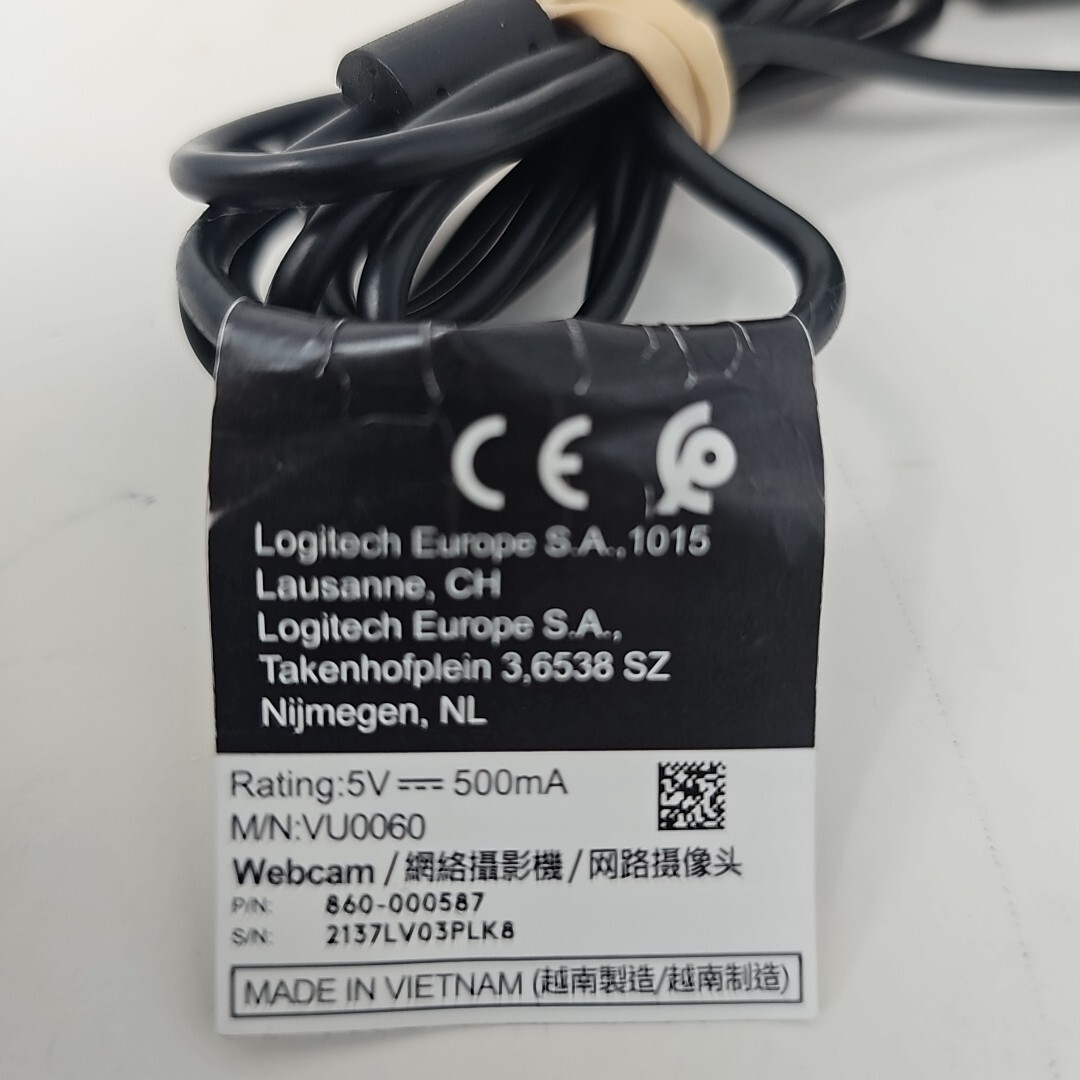 CE
Logitech Europe S.A.,1015
Lausanne, CH
Logitech Europe S.A.,
Takenhofplein 3,6538 SZ
Nijmegen, NL
Rating:5V⎓500mA
M/N:VU0060
Webcam/網絡攝影機/网路摄像头
P/N: 860-000587
S/N: 2137LV03PLK8
MADE IN VIETNAM (越南製造/越南制造)